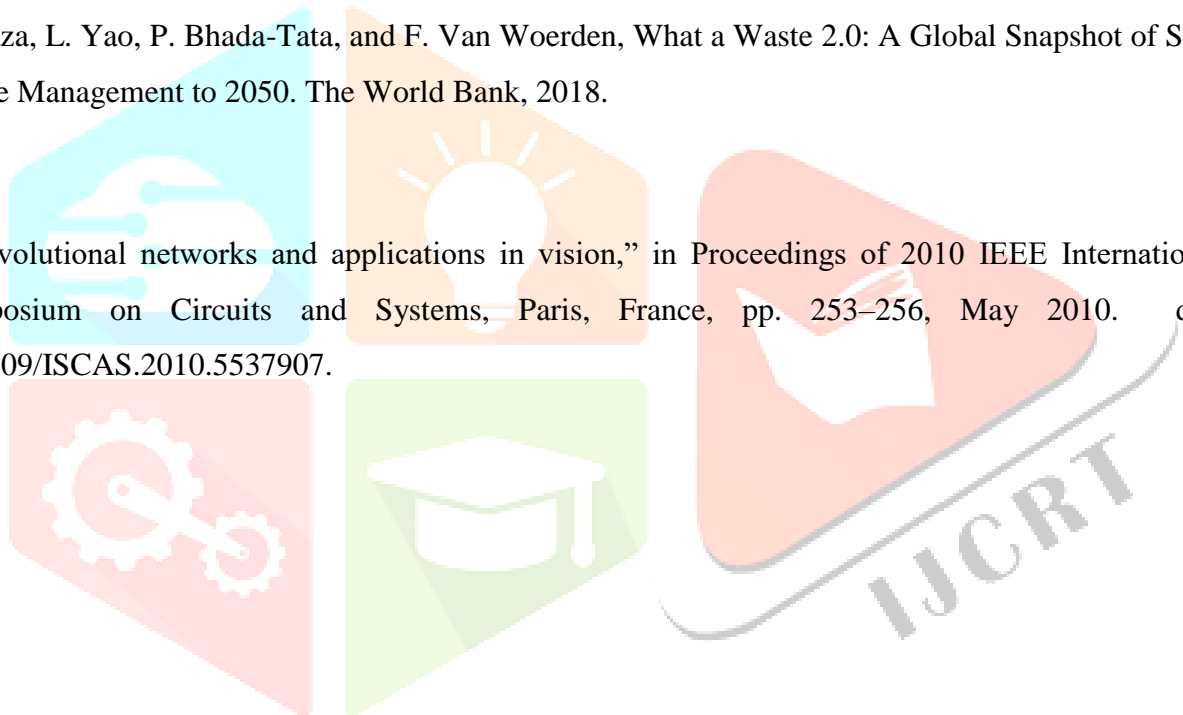 za, L. Yao, P. Bhada-Tata, and F. Van Woerden, What a Waste 2.0: A Global Snapshot of S
e Management to 2050. The World Bank, 2018.
volutional networks and applications in vision,” in Proceedings of 2010 IEEE Internatio
posium on Circuits and Systems, Paris, France, pp. 253–256, May 2010.
09/ISCAS.2010.5537907.
IJCRT